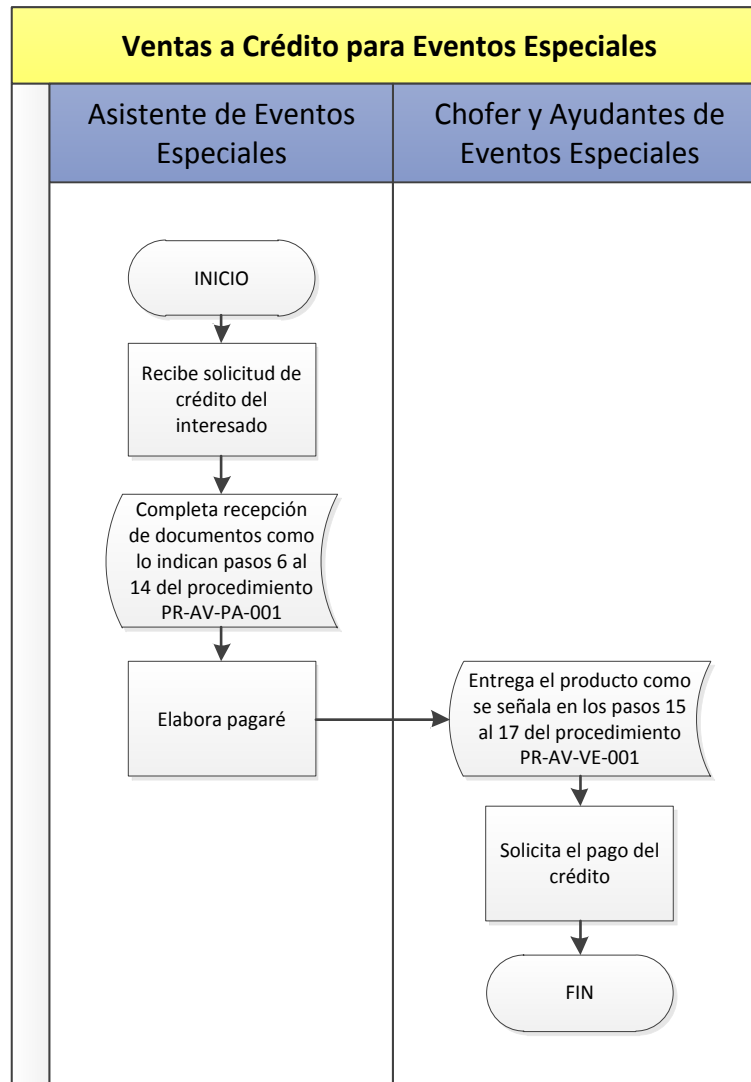 Ventas a Crédito para Eventos Especiales
Asistente de Eventos
Especiales
Chofer y Ayudantes de
Eventos Especiales
INICIO
Recibe solicitud de
crédito del
interesado
Completa recepción
de documentos como
lo indican pasos 6 al
14 del procedimiento
PR-AV-PA-001
Elabora pagaré
Entrega el producto como
se señala en los pasos 15
al 17 del procedimiento
PR-AV-VE-001
Solicita el pago del
crédito
FIN